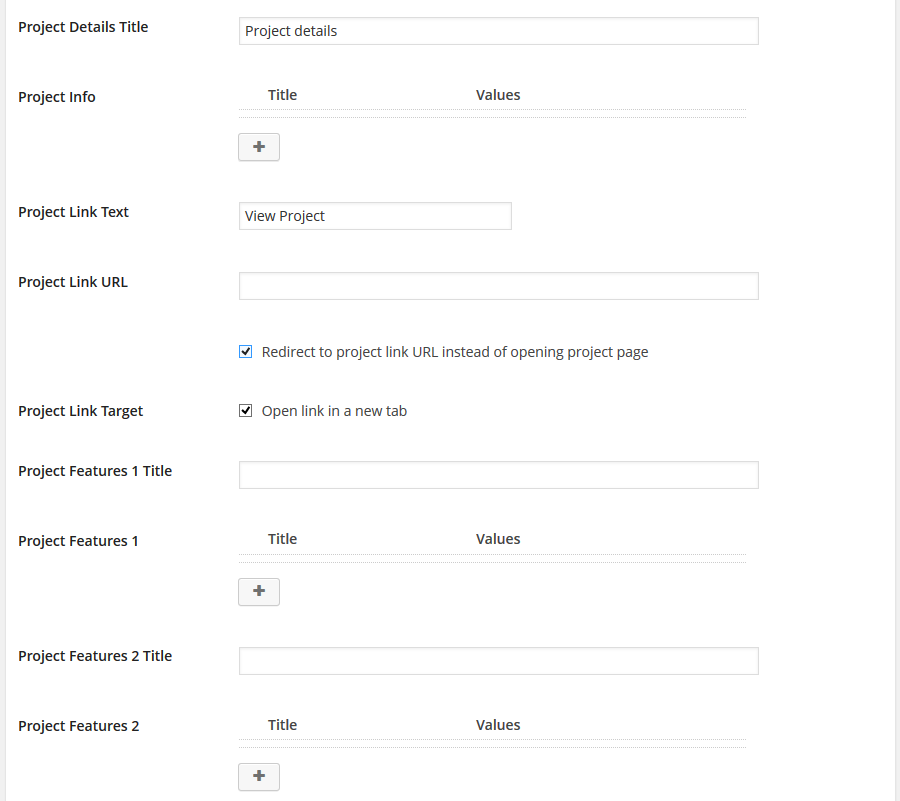 Project Details Title
Project details
Project Info
Title Values
Project Link Text
View Project
Project Link URL
Redirect to project link URL instead of opening project page
Project Link Target
Open link in a new tab
Project Features 1 Title
Project Features 1
Title Values
Project Features 2 Title
Project Features 2
Title Values